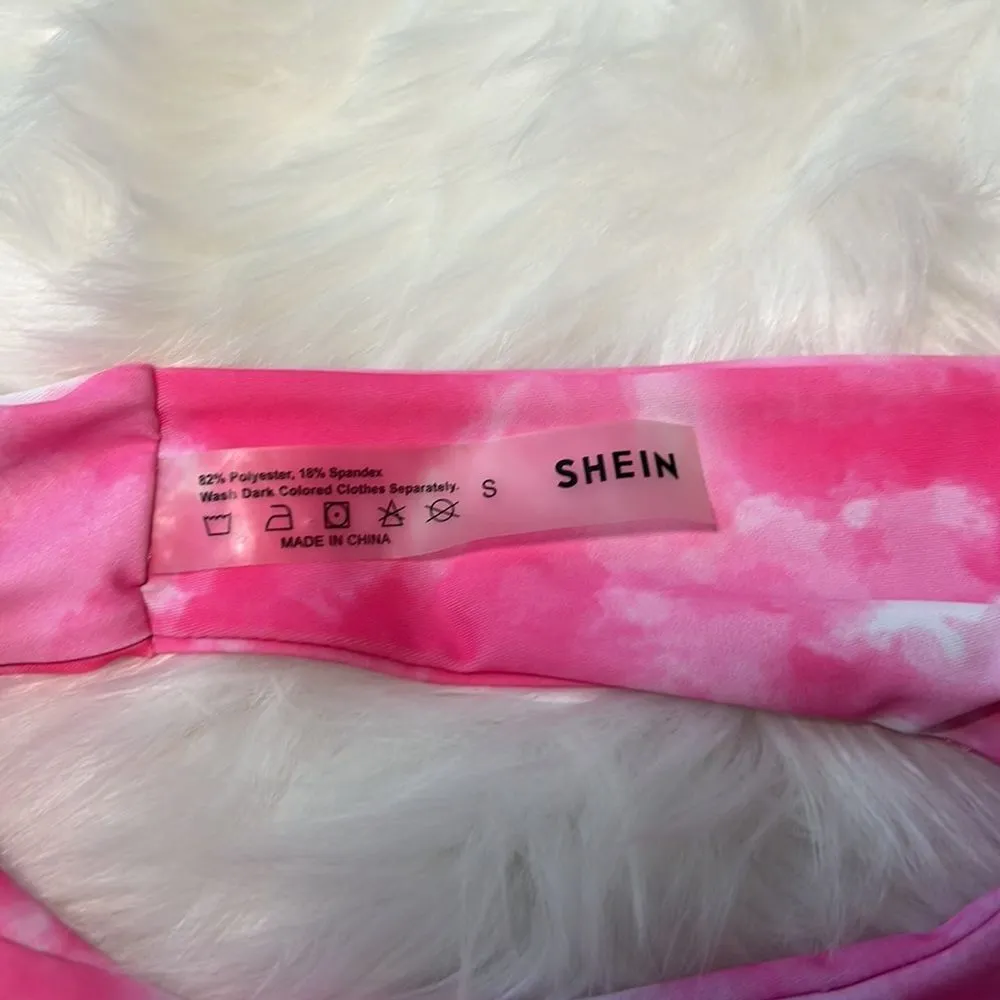 82% Polyester, 18% Spandex
Wash Dark Colored Clothes Separately.
S
SHEIN
MADE IN CHINA